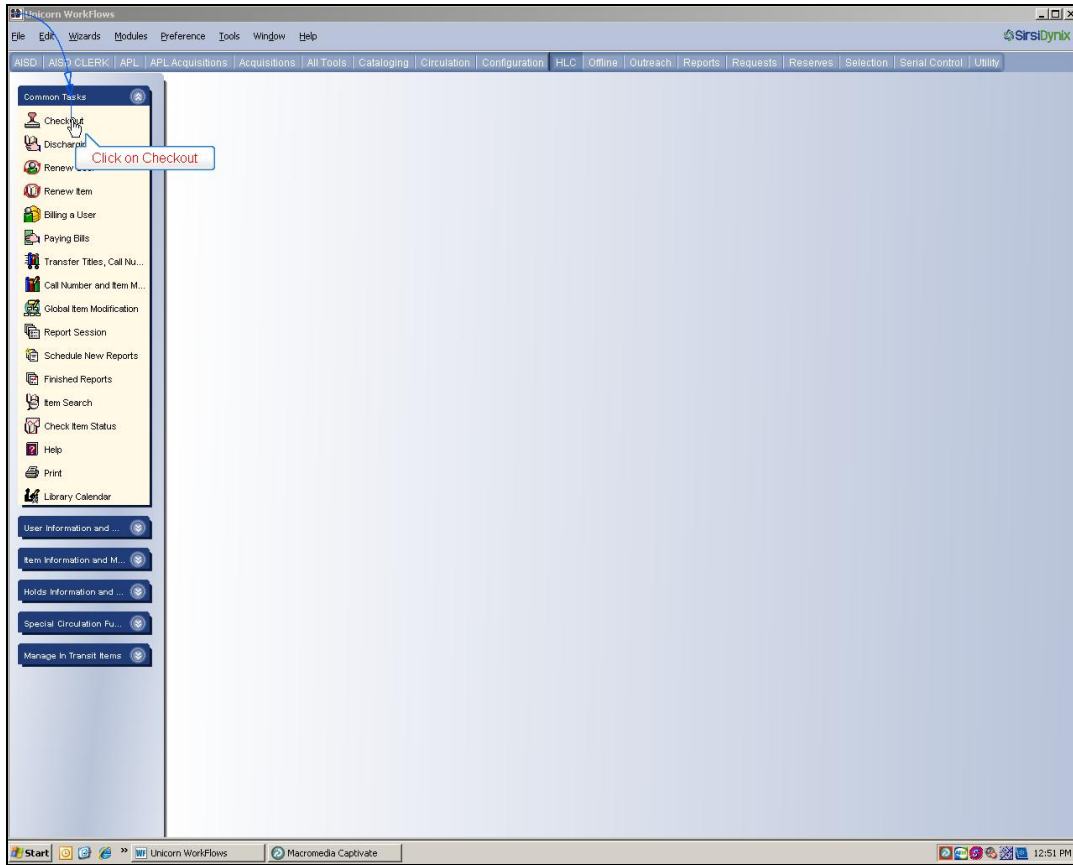 Unicorn WorkFlows
File Edit Wizards Modules Preference Tools Window Help
SirsiDynix
AISD AISD CLERK APL APL Acquisitions Acquisitions All Tools Cataloging Circulation Configuration HLC Offline Outreach Reports Requests Reserves Selection Serial Control Utility
Common Tasks
Checkout
Click on Checkout
Renew
Renew Item
Billing a User
Paying Bills
Transfer Titles, Call Nu...
Call Number and Item M...
Global Item Modification
Report Session
Schedule New Reports
Finished Reports
Item Search
Check Item Status
Help
Print
Library Calendar
User Information and ...
Item Information and M...
Holds Information and ...
Special Circulation Fu...
Manage In Transit Items
Start » WF Unicorn WorkFlows Macromedia Captivate 12:51 PM